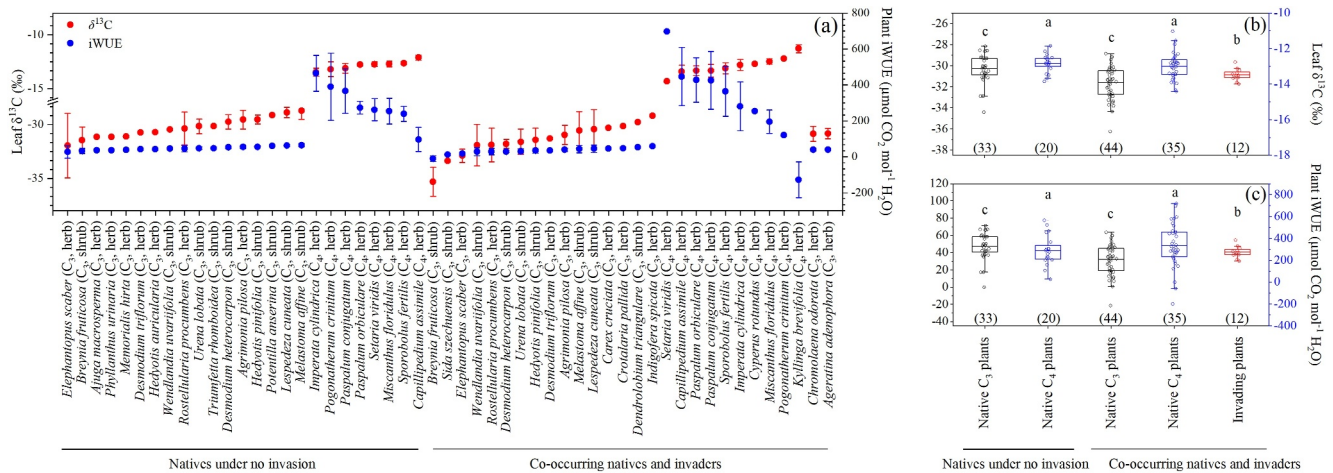 (a)
δ13C
iWUE
Leaf δ13C (‰)
-10
-15
-30
-35
Plant iWUE (μmol CO2 mol-1 H2O)
800
600
400
200
0
-200
Elephantopus scaber (C3, herb)
Breynia fruticosa (C3, shrub)
Ajuga macrosperma (C3, herb)
Phyllanthus urinaria (C3, herb)
Memorialis hirta (C3, herb)
Desmodium triflorum (C3, herb)
Hedyotis auricularia (C3, herb)
Wendlandia uvariifolia (C3, shrub)
Rostellularia procumbens (C3, herb)
Urena lobata (C3, shrub)
Triumfetta rhomboidea (C3, shrub)
Desmodium heterocarpon (C3, shrub)
Agrimonia pilosa (C3, herb)
Hedyotis pinifolia (C3, herb)
Potentilla anserina (C3, herb)
Lespedeza cuneata (C3, shrub)
Melastoma affine (C3, shrub)
Imperata cylindrica (C4, herb)
Pogonatherum crinitum (C4, herb)
Paspalum conjugatum (C4, herb)
Paspalum orbiculare (C4, herb)
Setaria viridis (C4, herb)
Miscanthus floridulus (C4, herb)
Sporobolus fertilis (C4, herb)
Capillipedium assimile (C4, herb)
Breynia fruticosa (C3, shrub)
Sida szechuensis (C3, shrub)
Elephantopus scaber (C3, herb)
Wendlandia uvariifolia (C3, shrub)
Rostellularia procumbens (C3, herb)
Desmodium heterocarpon (C3, shrub)
Urena lobata (C3, shrub)
Hedyotis pinifolia (C3, herb)
Desmodium triflorum (C3, herb)
Agrimonia pilosa (C3, herb)
Melastoma affine (C3, shrub)
Lespedeza cuneata (C3, shrub)
Carex cruciata (C3, herb)
Crotalaria pallida (C3, herb)
Dendrolobium triangulare (C3, shrub)
Indigofera spicata (C3, herb)
Setaria viridis (C4, herb)
Capillipedium assimile (C4, herb)
Paspalum orbiculare (C4, herb)
Paspalum conjugatum (C4, herb)
Sporobolus fertilis (C4, herb)
Imperata cylindrica (C4, herb)
Cyperus rotundus (C4, herb)
Miscanthus floridulus (C4, herb)
Pogonatherum crinitum (C4, herb)
Kyllinga brevifolia (C4, herb)
Chromolaena odorata (C3, herb)
Ageratina adenophora (C3, herb)
Natives under no invasion
Co-occurring natives and invaders
(b)
-26
-28
-30
-32
-34
-36
-38
c
a
c
a
b
(33)
(20)
(44)
(35)
(12)
-10
-12
-14
-16
-18
Leaf δ13C (‰)
(c)
120
100
80
60
40
20
0
-20
-40
c
a
c
a
b
(33)
(20)
(44)
(35)
(12)
800
600
400
200
0
-200
-400
Plant iWUE (μmol CO2 mol-1 H2O)
Native C3 plants
Native C4 plants
Native C3 plants
Native C4 plants
Invading plants
Natives under no invasion
Co-occurring natives and invaders